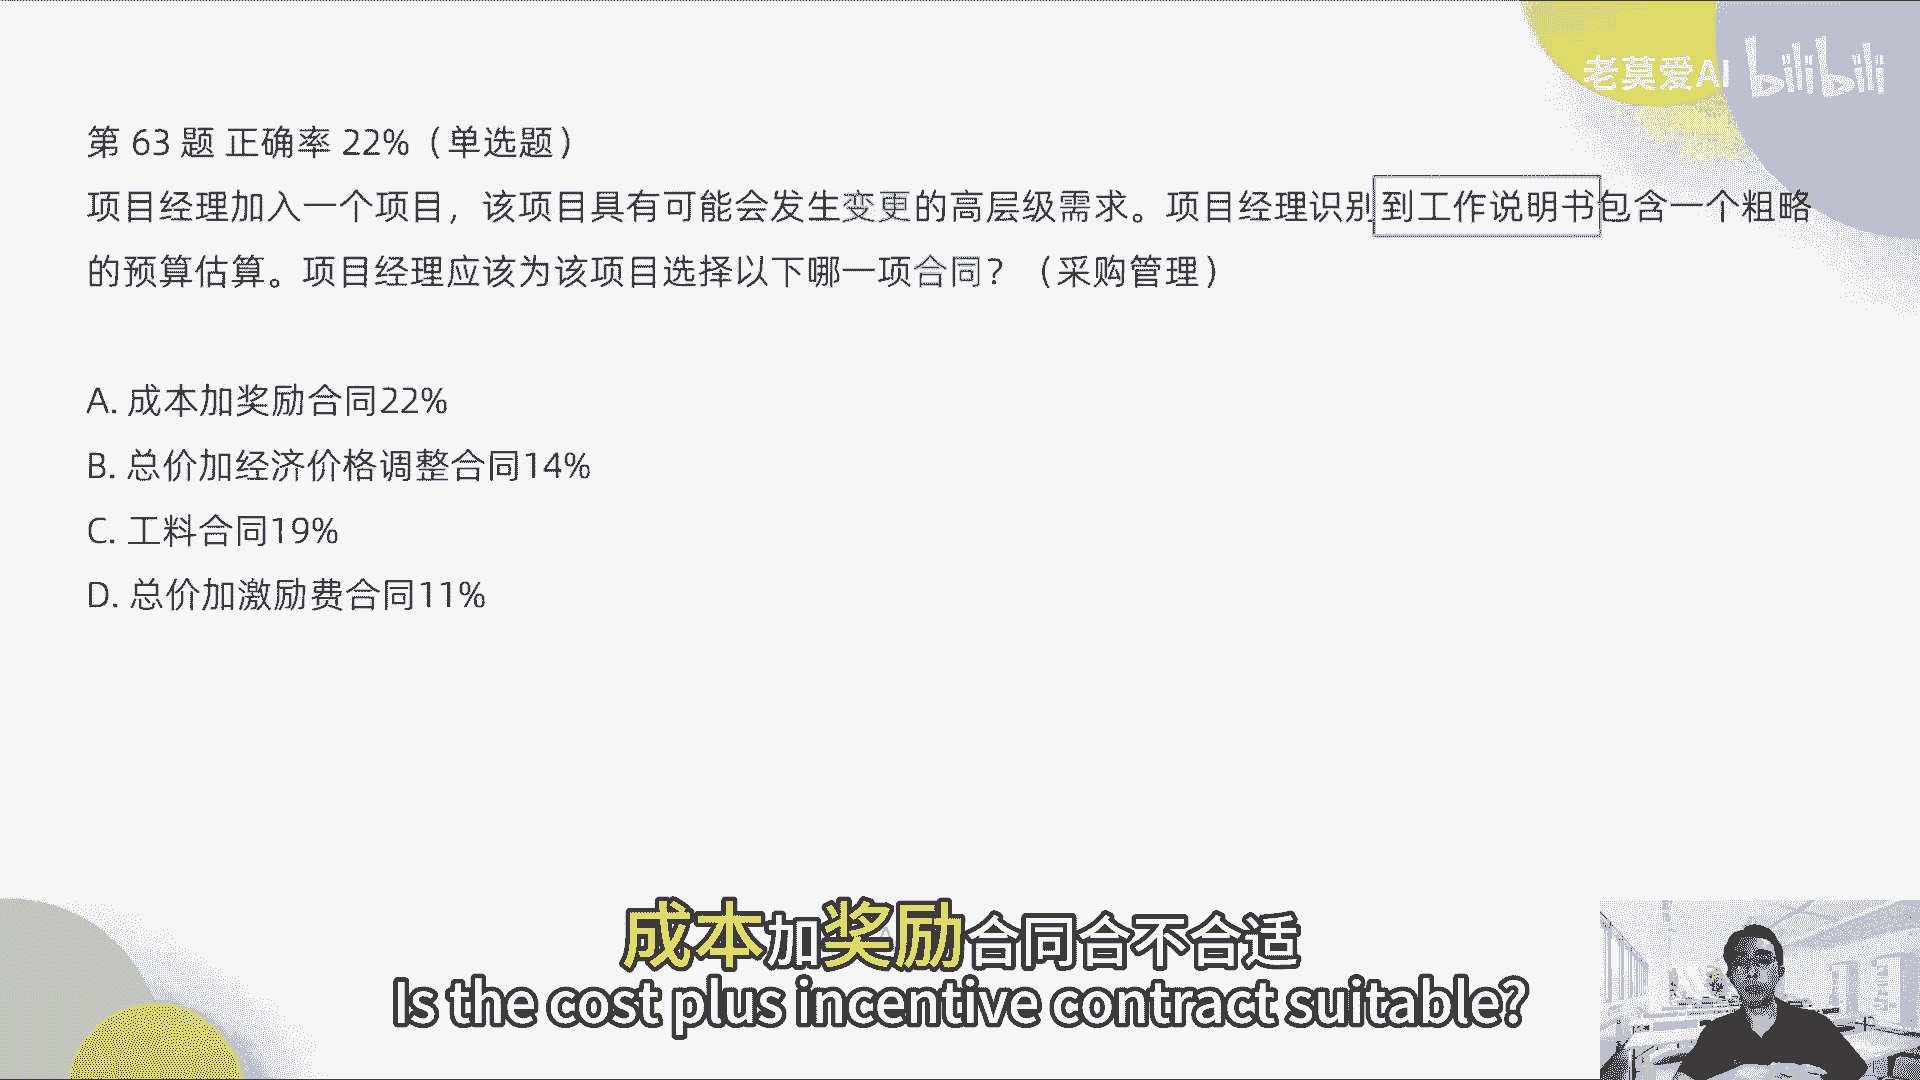 老莫爱AI bilibili
第 63 题 正确率 22%（单选题）
项目经理加入一个项目，该项目具有可能会发生变更的高层级需求。项目经理识别到工作说明书包含一个粗略
的预算估算。项目经理应该为该项目选择以下哪一项合同？（采购管理）
A. 成本加奖励合同22%
B. 总价加经济价格调整合同14%
C. 工料合同19%
D. 总价加激励费合同11%
成本加奖励合同合不合适
Is the cost plus incentive contract suitable?